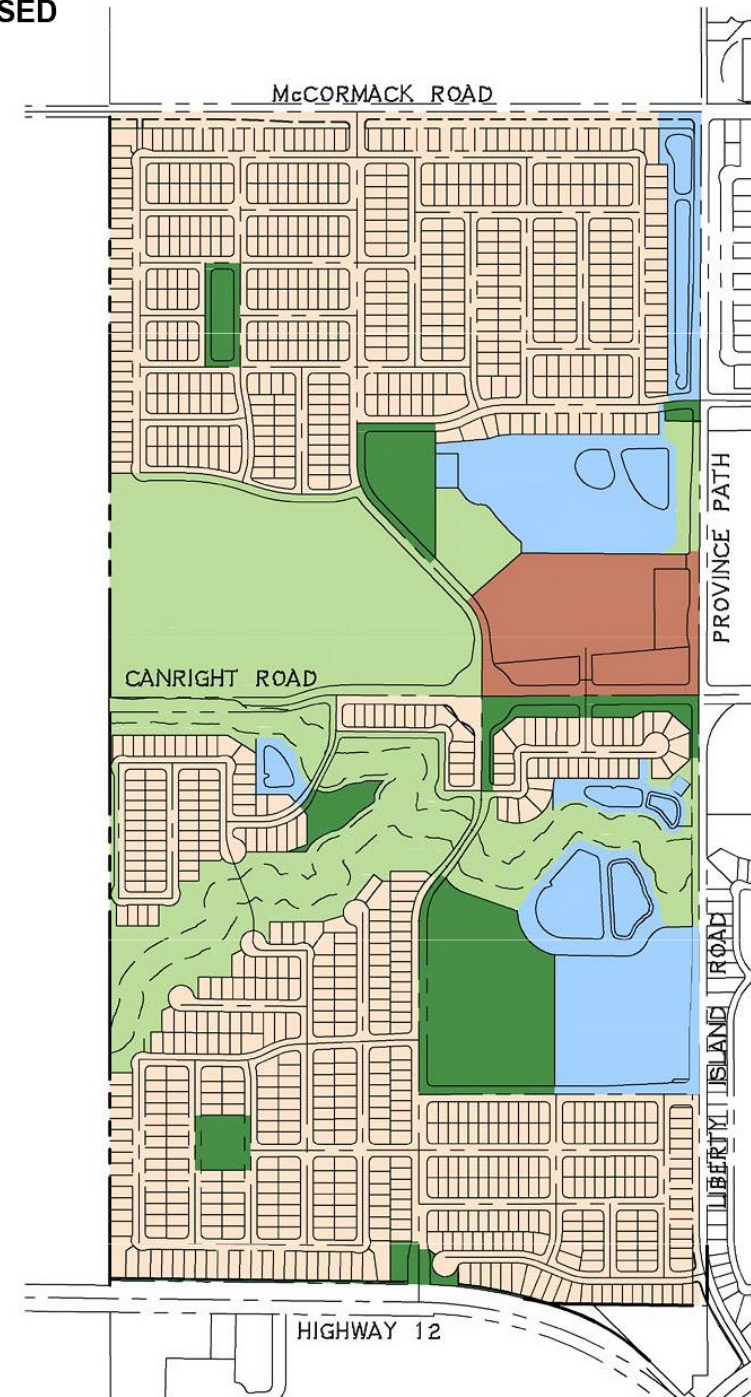 SED
McCORMACK ROAD
PROVINCE PATH
CANRIGHT ROAD
LIBERTY ISLAND ROAD
HIGHWAY 12